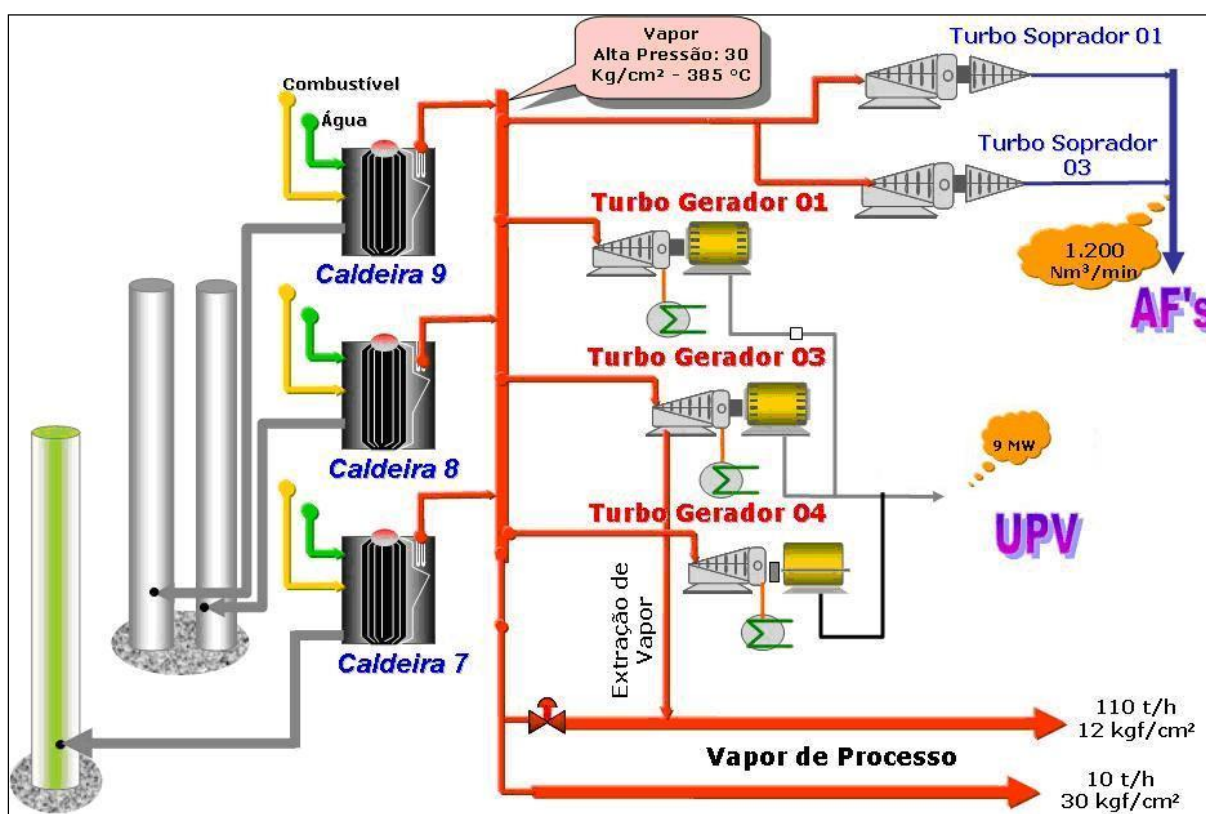 Vapor
Alta Pressão: 30
Kg/cm² - 385 °C
Turbo Soprador 01
Combustível
Água
Turbo Soprador
03
Turbo Gerador 01
1.200
Nm³/min
Caldeira 9
AF's
Turbo Gerador 03
9 MW
Caldeira 8
Turbo Gerador 04
UPV
Extração de
Vapor
Caldeira 7
110 t/h
12 kgf/cm²
Vapor de Processo
10 t/h
30 kgf/cm²